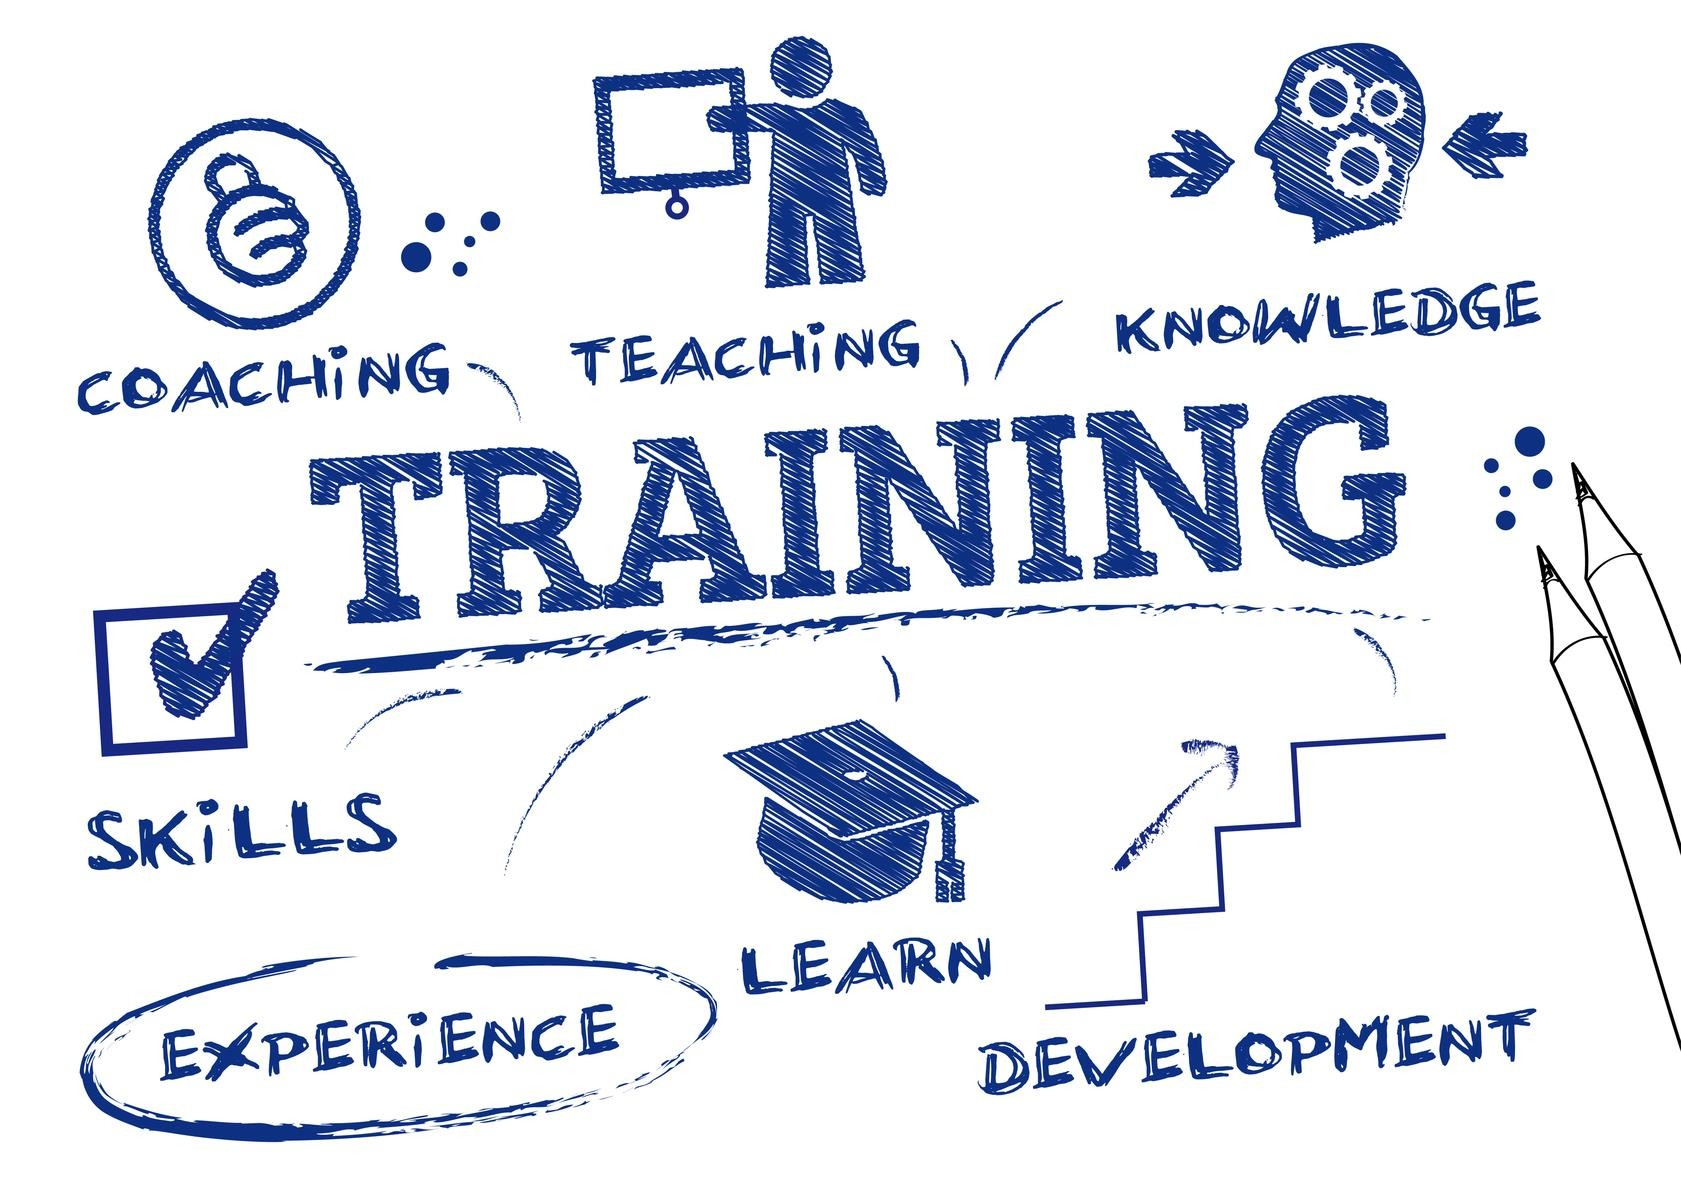 COACHiNG
TEACHiNG
KNOWLEDGE
TRAINING
SKiLLS
LEARN
EXPERiENCE
DEVELOPMENT